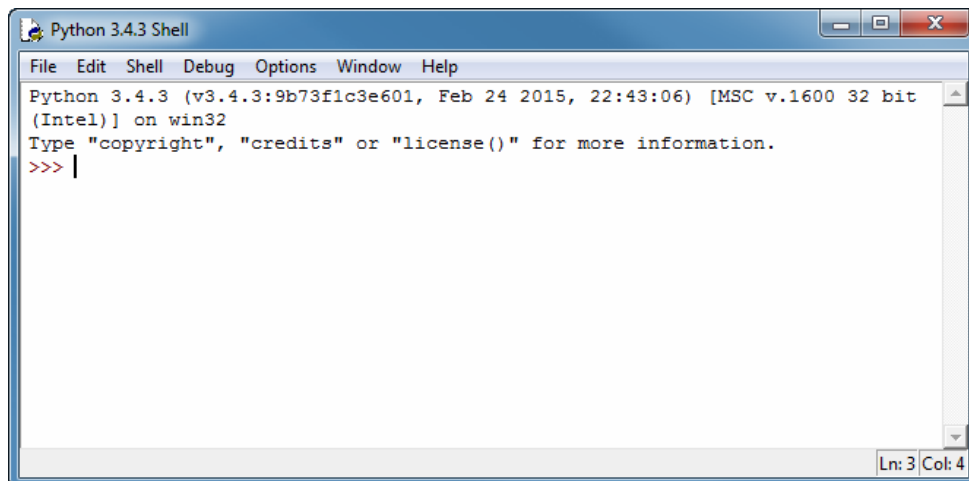 Python 3.4.3 Shell
File Edit Shell Debug Options Window Help
Python 3.4.3 (v3.4.3:9b73f1c3e601, Feb 24 2015, 22:43:06) [MSC v.1600 32 bit
(Intel)] on win32
Type "copyright", "credits" or "license()" for more information.
>>>
Ln: 3 Col: 4